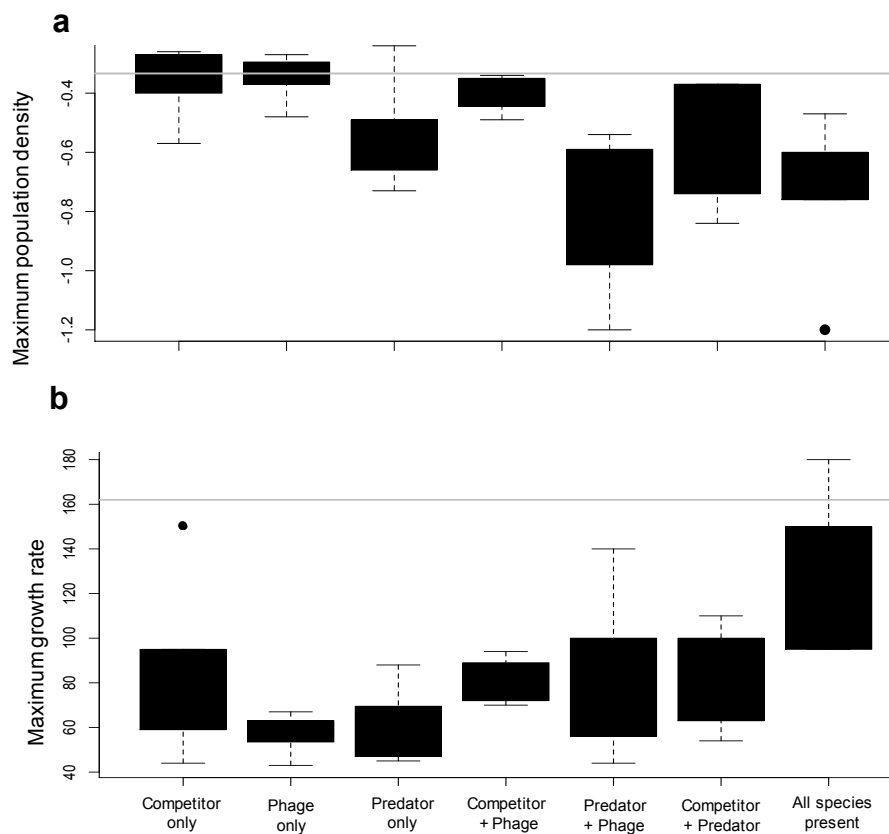 a
Maximum population density
-0.4
-0.6
-0.8
-1.0
-1.2
b
Maximum growth rate
180
160
140
120
100
80
60
40
Competitor only
Phage only
Predator only
Competitor + Phage
Predator + Phage
Competitor + Predator
All species present